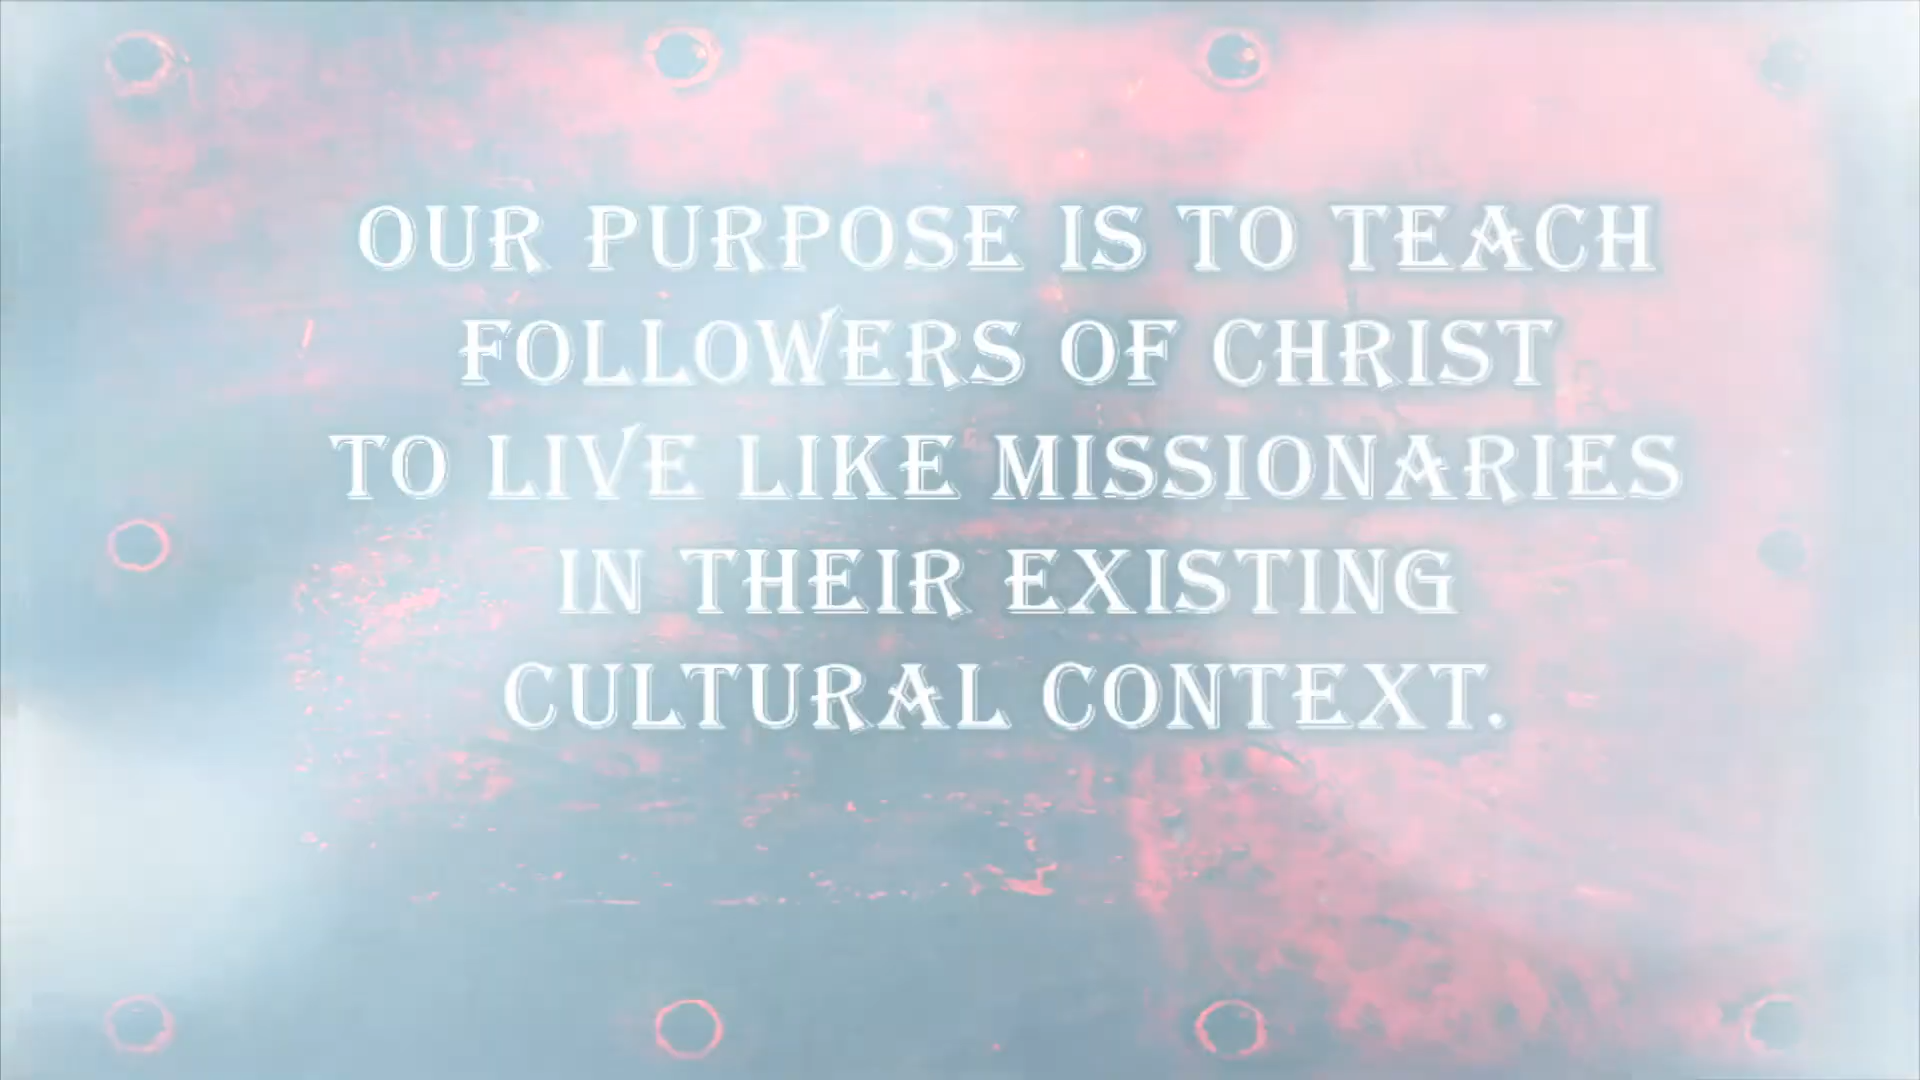 OUR PURPOSE IS TO TEACH
FOLLOWERS OF CHRIST
TO LIVE LIKE MISSIONARIES
IN THEIR EXISTING
CULTURAL CONTEXT.